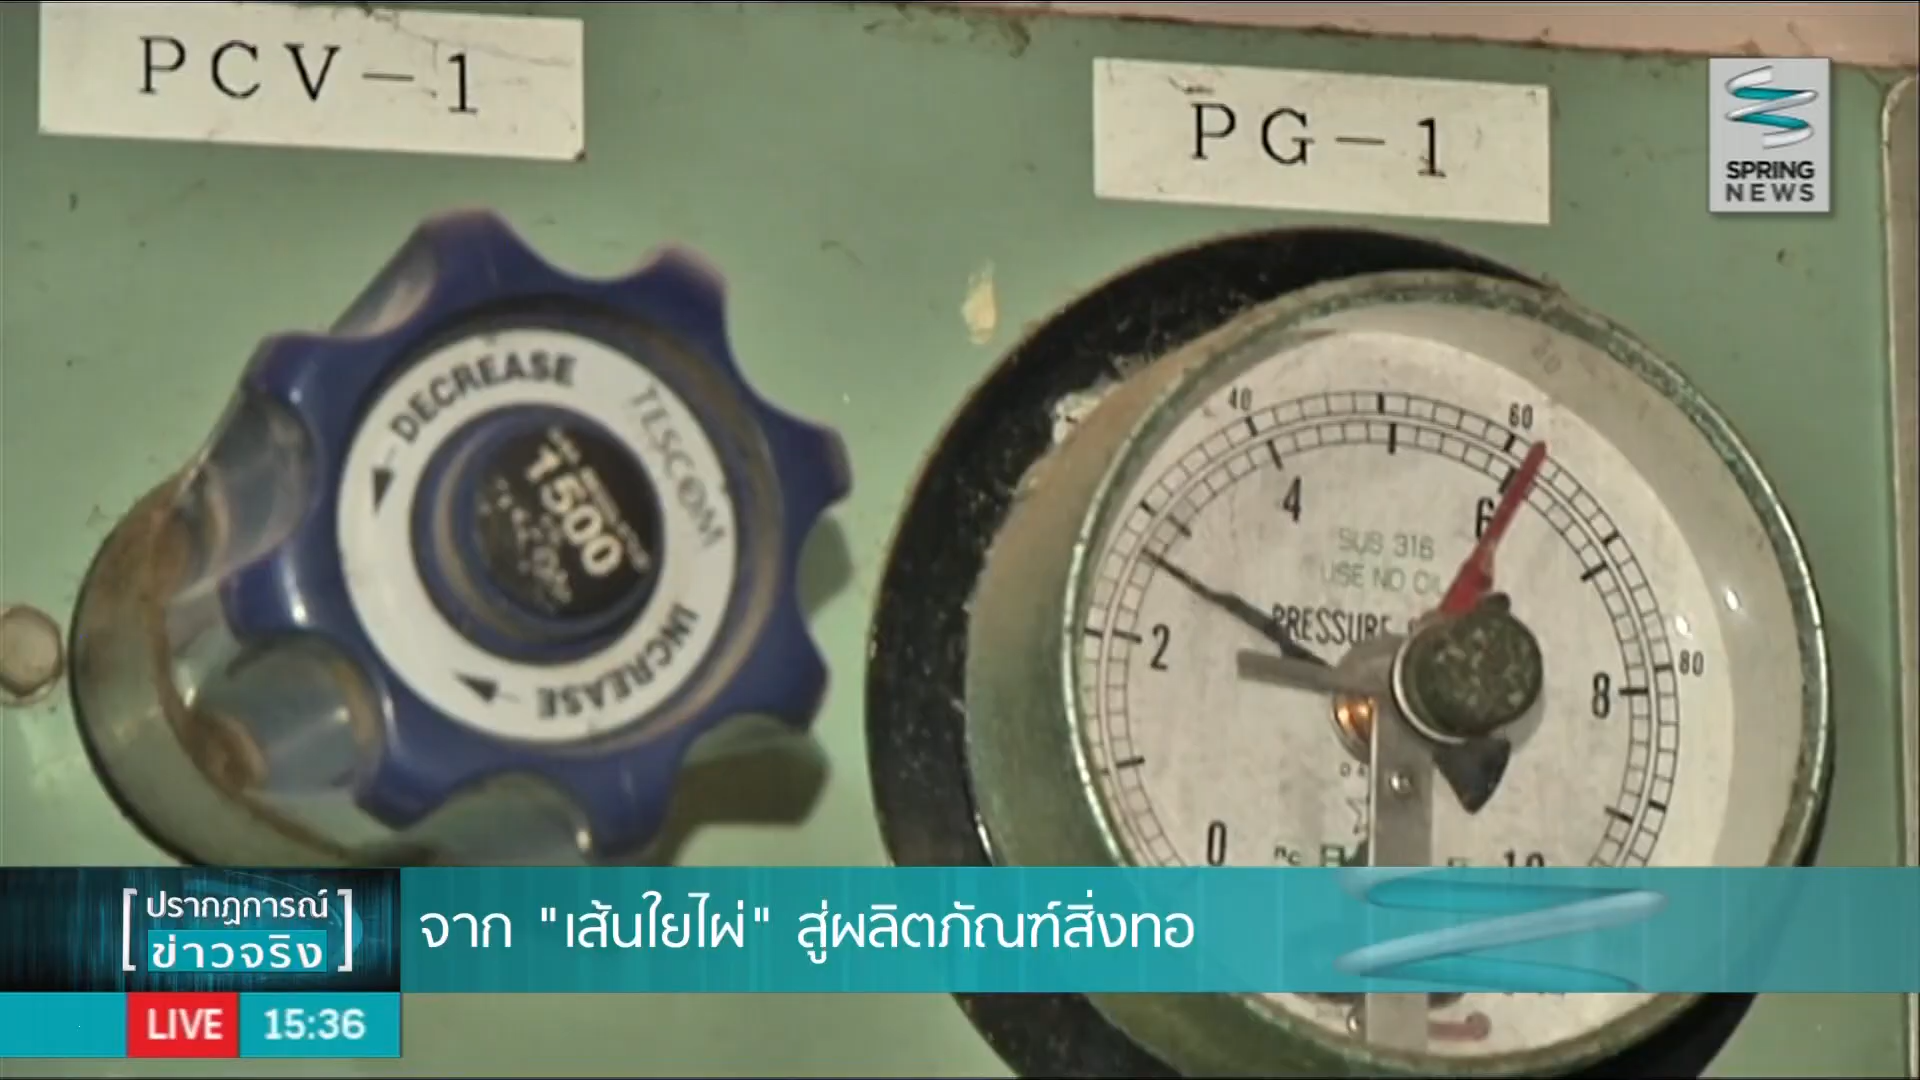 PCV-1
PG-1
SPRING
NEWS
DECREASE
TESCOM
1500
INCREASE
0
2
4
6
8
10
40
60
80
SUS 316
USE NO OIL
PRESSURE
[ปรากฏการณ์
ข่าวจริง]
จาก "เส้นใยไผ่" สู่ผลิตภัณฑ์สิ่งทอ
LIVE 15:36